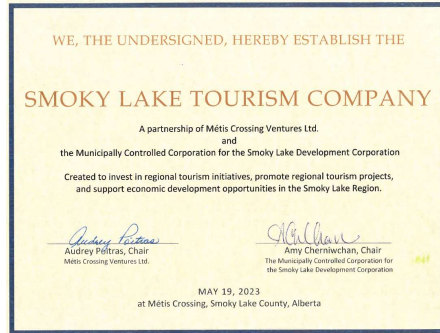 WE, THE UNDERSIGNED, HEREBY ESTABLISH THE
SMOKY LAKE TOURISM COMPANY
A partnership of Métis Crossing Ventures Ltd.
and
the Municipally Controlled Corporation for the Smoky Lake Development Corporation
Created to invest in regional tourism initiatives, promote regional tourism projects,
and support economic development opportunities in the Smoky Lake Region.
Audrey Poitras
Audrey Poitras, Chair
Métis Crossing Ventures Ltd.
Amy Cherniwchan, Chair
The Municipally Controlled Corporation for
the Smoky Lake Development Corporation
MAY 19, 2023
at Métis Crossing, Smoky Lake County, Alberta